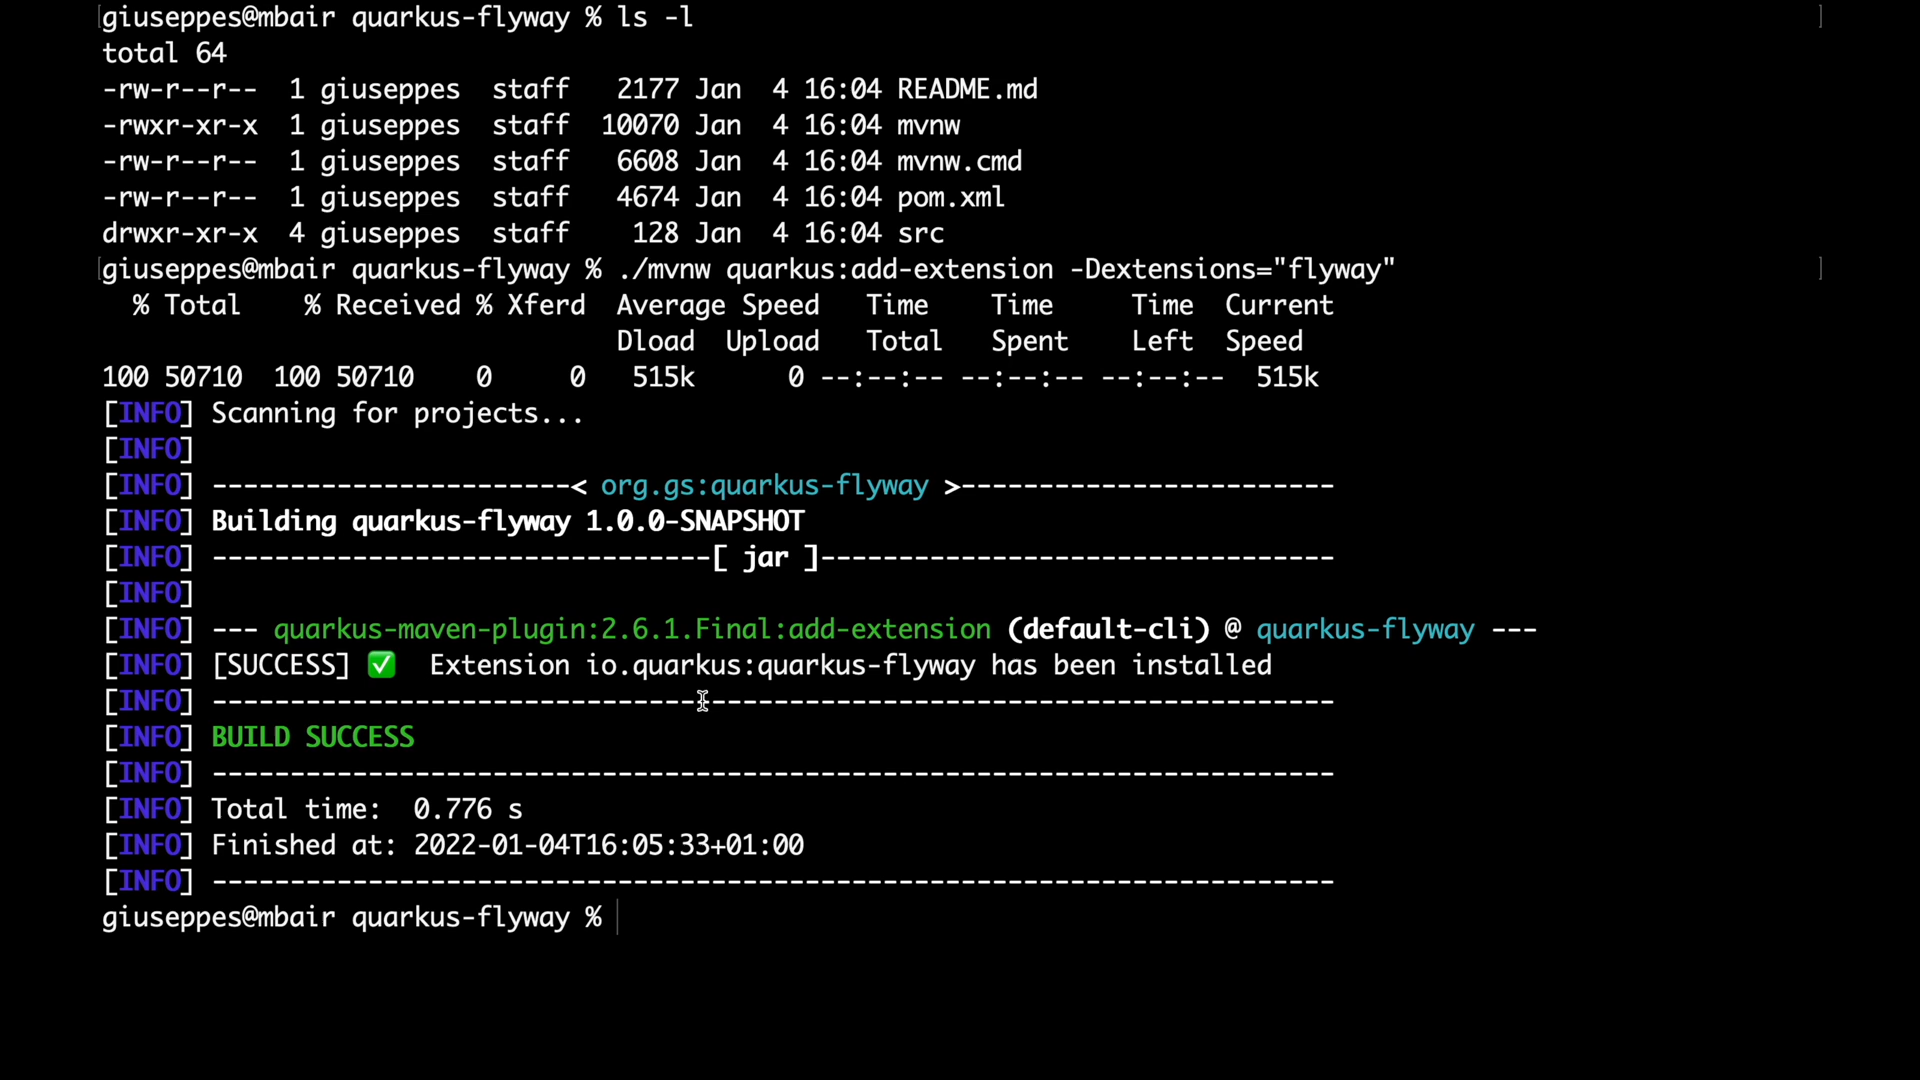 giuseppes@mbair quarkus-flyway % ls -l
total 64
-rw-r--r--  1 giuseppes  staff   2177 Jan  4 16:04 README.md
-rwxr-xr-x  1 giuseppes  staff  10070 Jan  4 16:04 mvnw
-rw-r--r--  1 giuseppes  staff   6608 Jan  4 16:04 mvnw.cmd
-rw-r--r--  1 giuseppes  staff   4674 Jan  4 16:04 pom.xml
drwxr-xr-x  4 giuseppes  staff    128 Jan  4 16:04 src
giuseppes@mbair quarkus-flyway % ./mvnw quarkus:add-extension -Dextensions="flyway"
  % Total    % Received % Xferd  Average Speed   Time    Time     Time  Current
                                 Dload  Upload   Total   Spent    Left  Speed
100 50710  100 50710    0     0   515k      0 --:--:-- --:--:-- --:--:--  515k
[INFO] Scanning for projects...
[INFO]
[INFO] -----------------------< org.gs:quarkus-flyway >------------------------
[INFO] Building quarkus-flyway 1.0.0-SNAPSHOT
[INFO] --------------------------------[ jar ]---------------------------------
[INFO]
[INFO] --- quarkus-maven-plugin:2.6.1.Final:add-extension (default-cli) @ quarkus-flyway ---
[INFO] [SUCCESS] ✅  Extension io.quarkus:quarkus-flyway has been installed
[INFO] ------------------------------------------------------------------------
[INFO] BUILD SUCCESS
[INFO] ------------------------------------------------------------------------
[INFO] Total time:  0.776 s
[INFO] Finished at: 2022-01-04T16:05:33+01:00
[INFO] ------------------------------------------------------------------------
giuseppes@mbair quarkus-flyway %